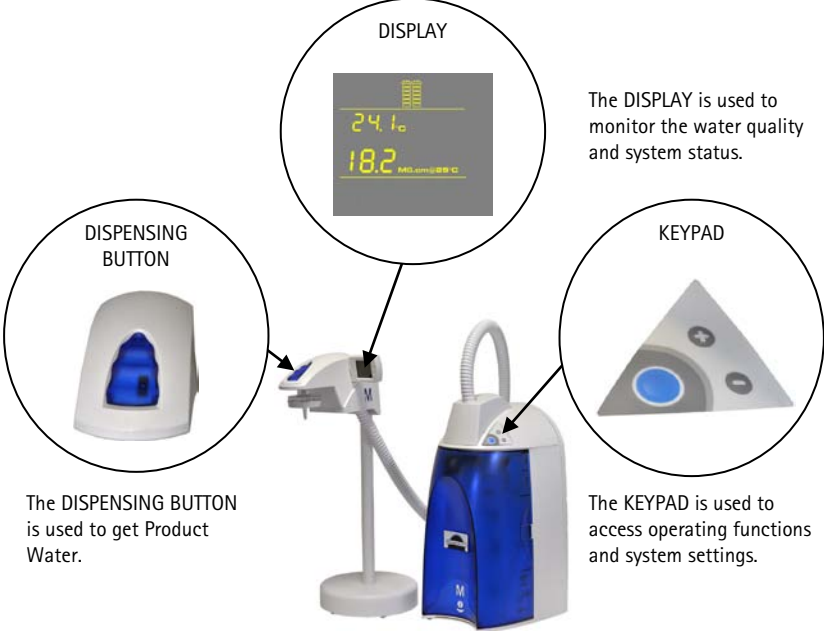 DISPLAY
24.1°C
18.2 MΩ.cm@25°C
The DISPLAY is used to
monitor the water quality
and system status.
DISPENSING
BUTTON
KEYPAD
M
M
The DISPENSING BUTTON
is used to get Product
Water.
The KEYPAD is used to
access operating functions
and system settings.